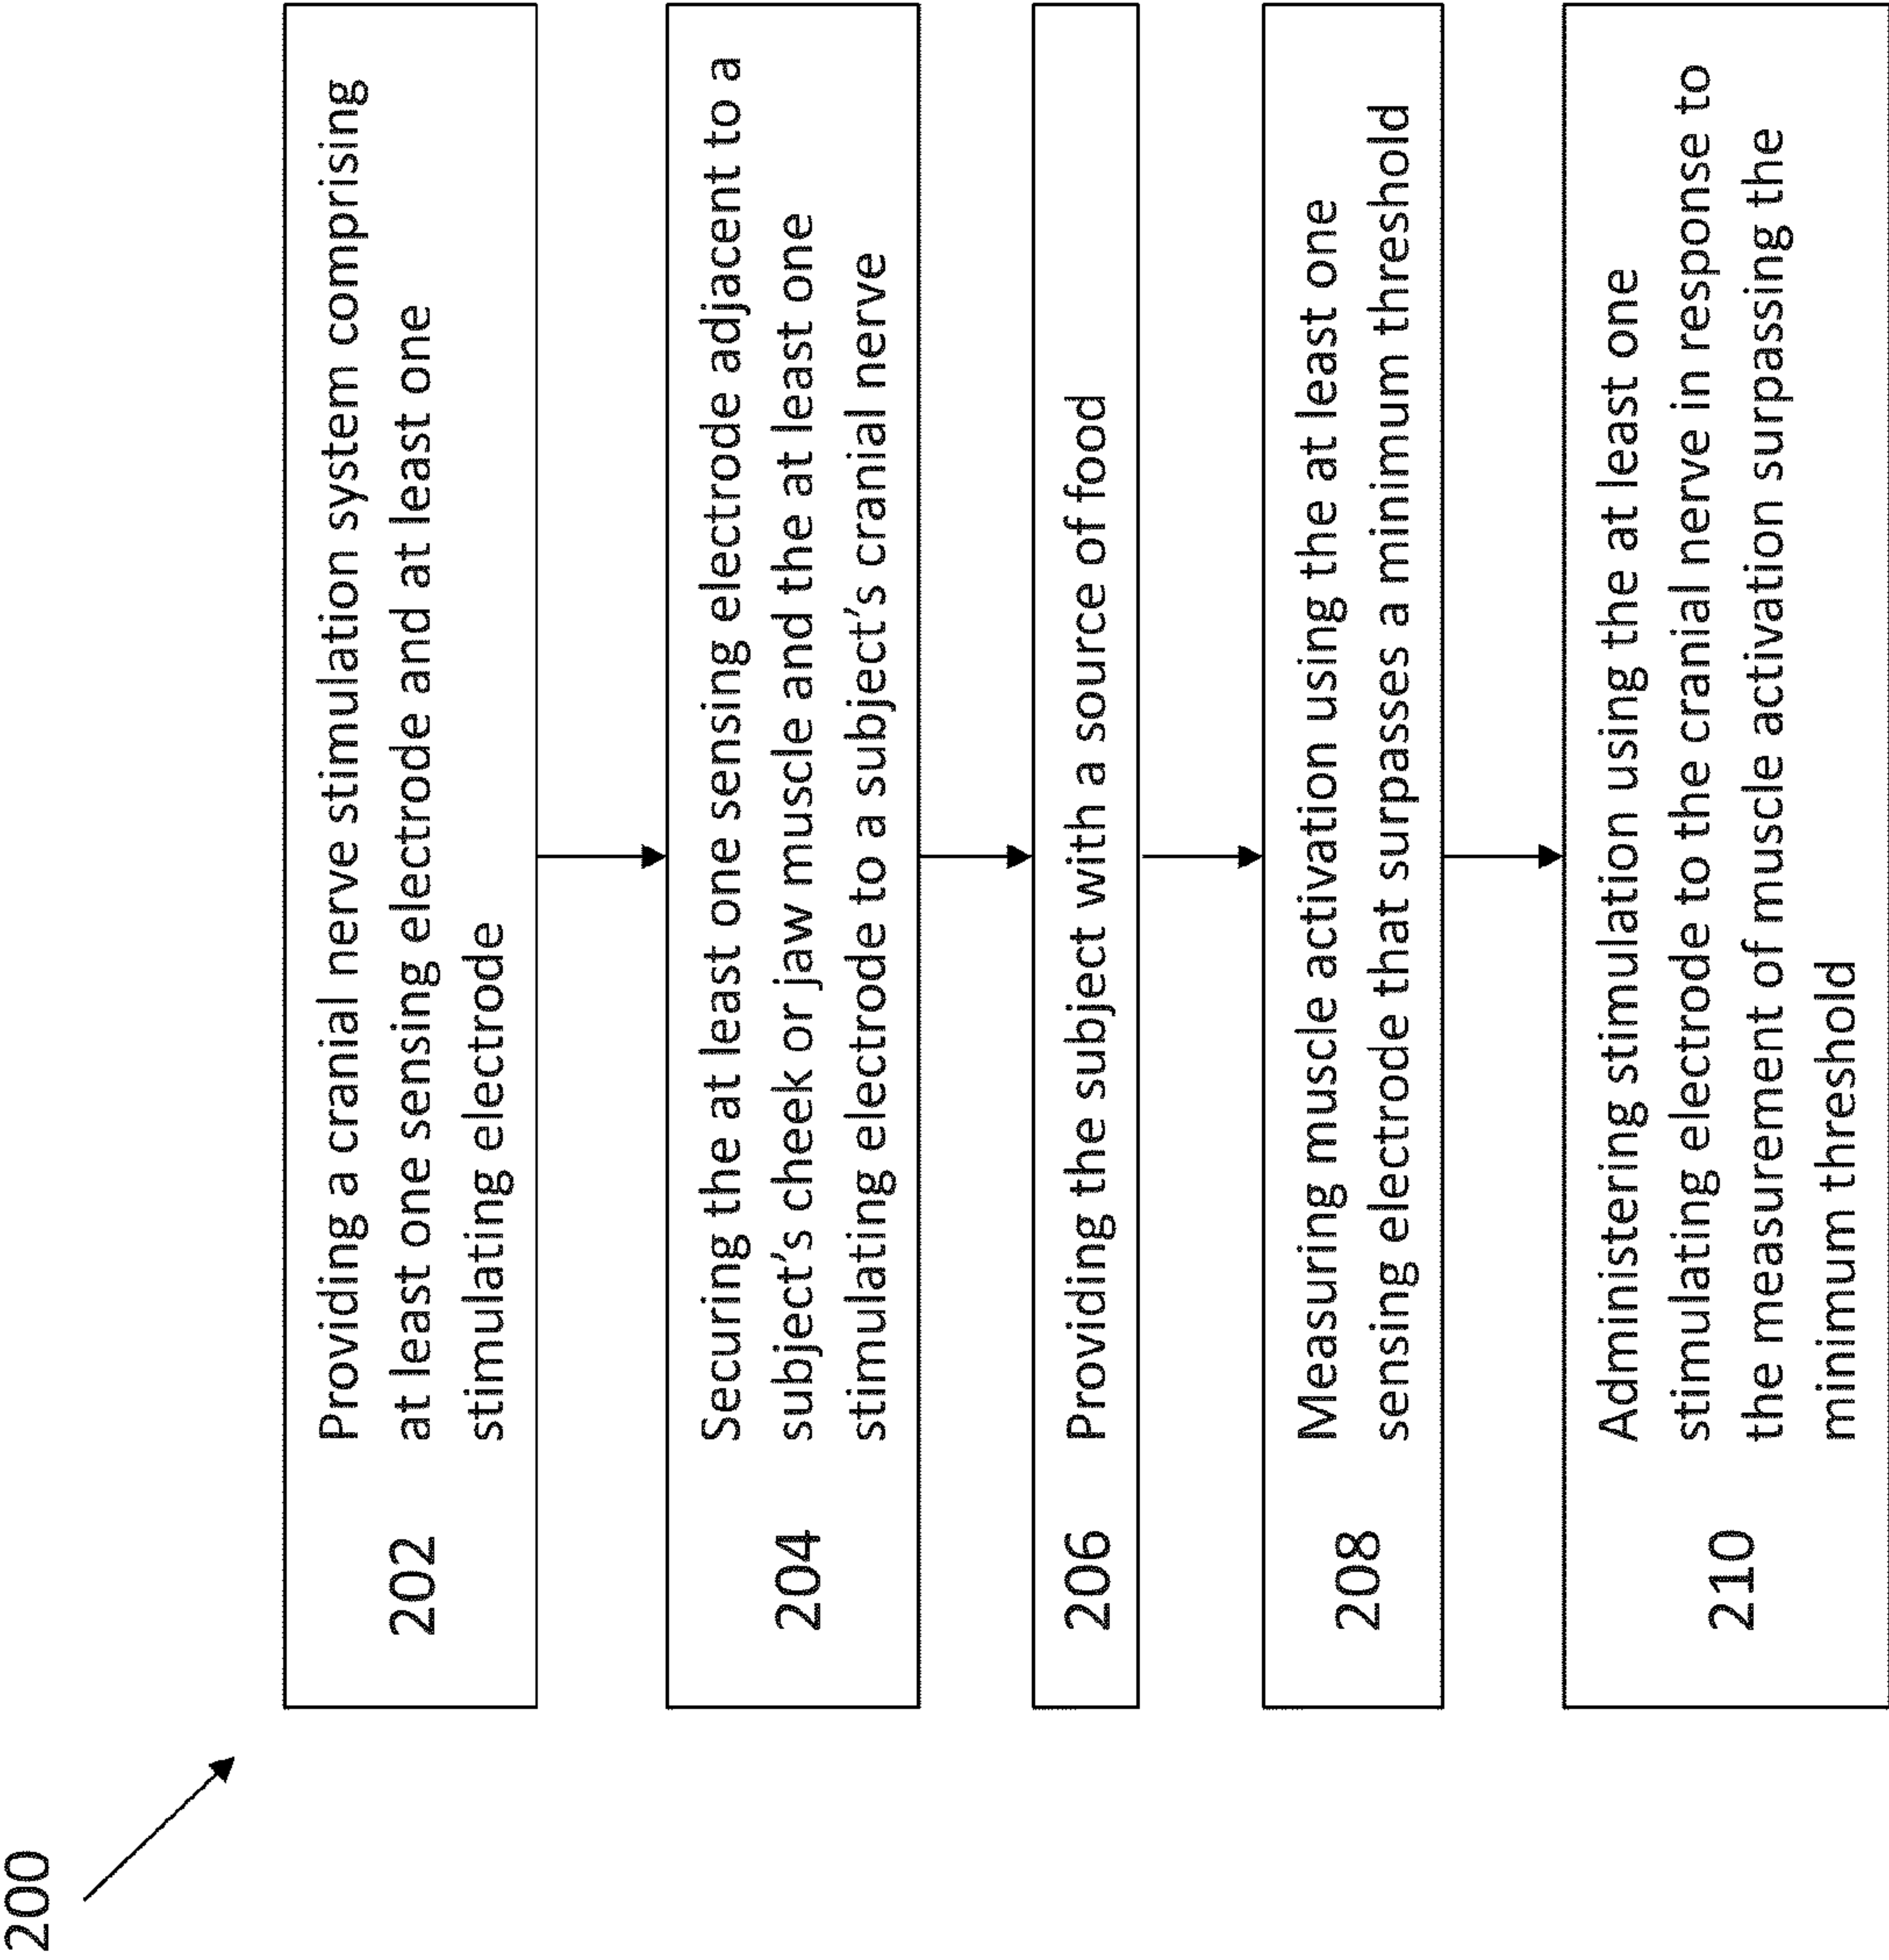 200
202
Providing a cranial nerve stimulation system comprising
at least one sensing electrode and at least one
stimulating electrode
204
Securing the at least one sensing electrode adjacent to a
subject's cheek or jaw muscle and the at least one
stimulating electrode to a subject's cranial nerve
206
Providing the subject with a source of food
208
Measuring muscle activation using the at least one
sensing electrode that surpasses a minimum threshold
210
Administering stimulation using the at least one
stimulating electrode to the cranial nerve in response to
the measurement of muscle activation surpassing the
minimum threshold